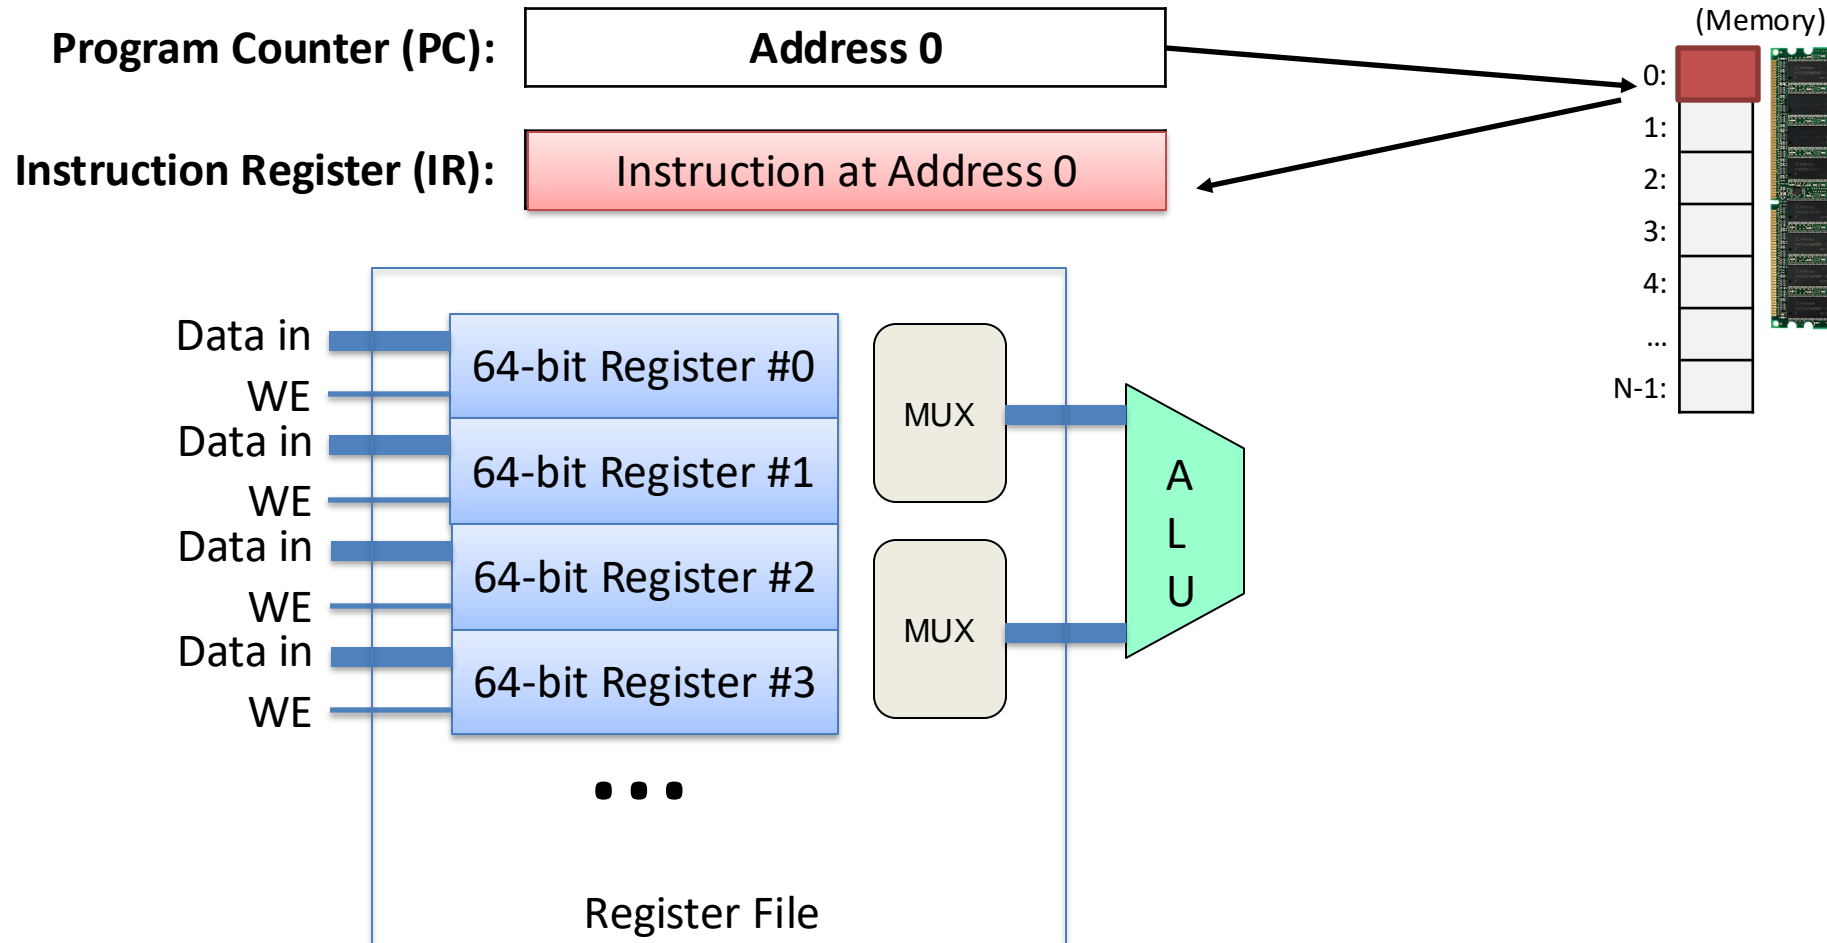 (Memory)
Program Counter (PC):
Address 0
0:
1:
Instruction Register (IR):
Instruction at Address 0
2:
3:
4:
...
N-1:
Data in
64-bit Register #0
WE
MUX
Data in
64-bit Register #1
WE
Data in
64-bit Register #2
WE
MUX
Data in
64-bit Register #3
WE
A
L
U
...
Register File